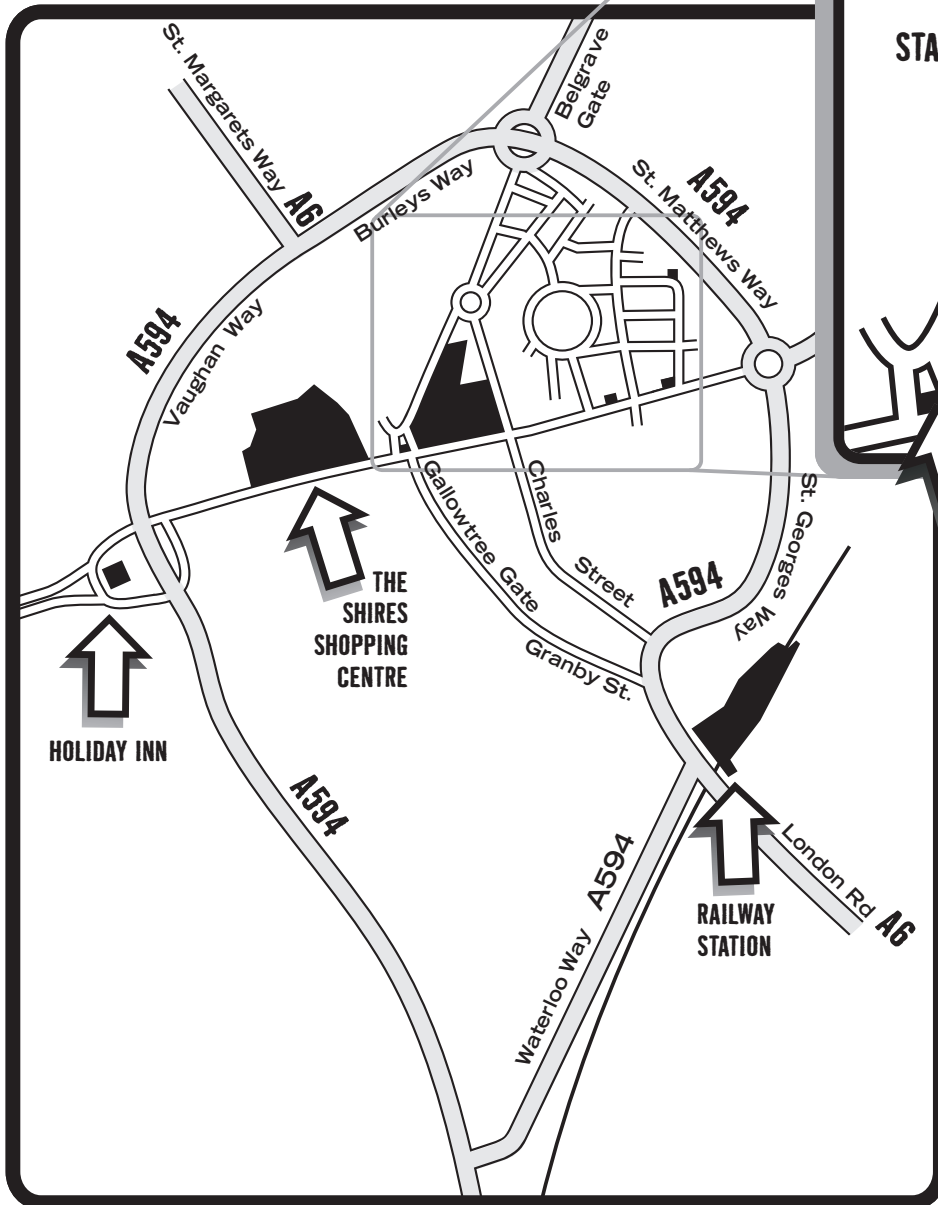 STA
Belgrave
Gate
St. Margarets Way
A6
Burleys Way
St. Matthews Way
A594
A594
Vaughan Way
Gallowtree Gate
Charles
Street
St. Georges Way
A594
THE
SHIRES
SHOPPING
CENTRE
Granby St.
HOLIDAY INN
A594
Waterloo Way
A594
London Rd
A6
RAILWAY
STATION